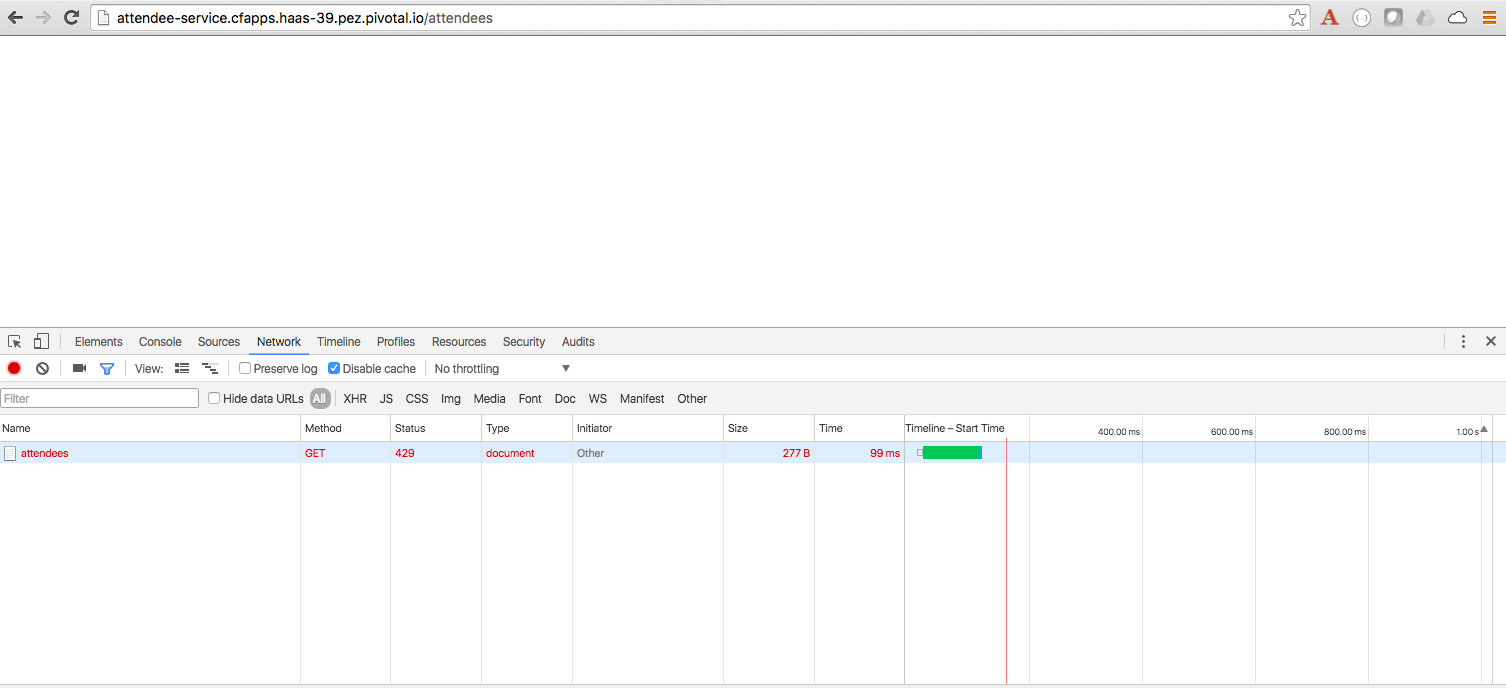 attendee-service.cfapps.haas-39.pez.pivotal.io/attendees
Elements Console Sources Network Timeline Profiles Resources Security Audits
View: Preserve log Disable cache No throttling
Filter Hide data URLs All XHR JS CSS Img Media Font Doc WS Manifest Other
Name Method Status Type Initiator Size Time Timeline – Start Time 400.00 ms 600.00 ms 800.00 ms 1.00 s
attendees GET 429 document Other 277 B 99 ms